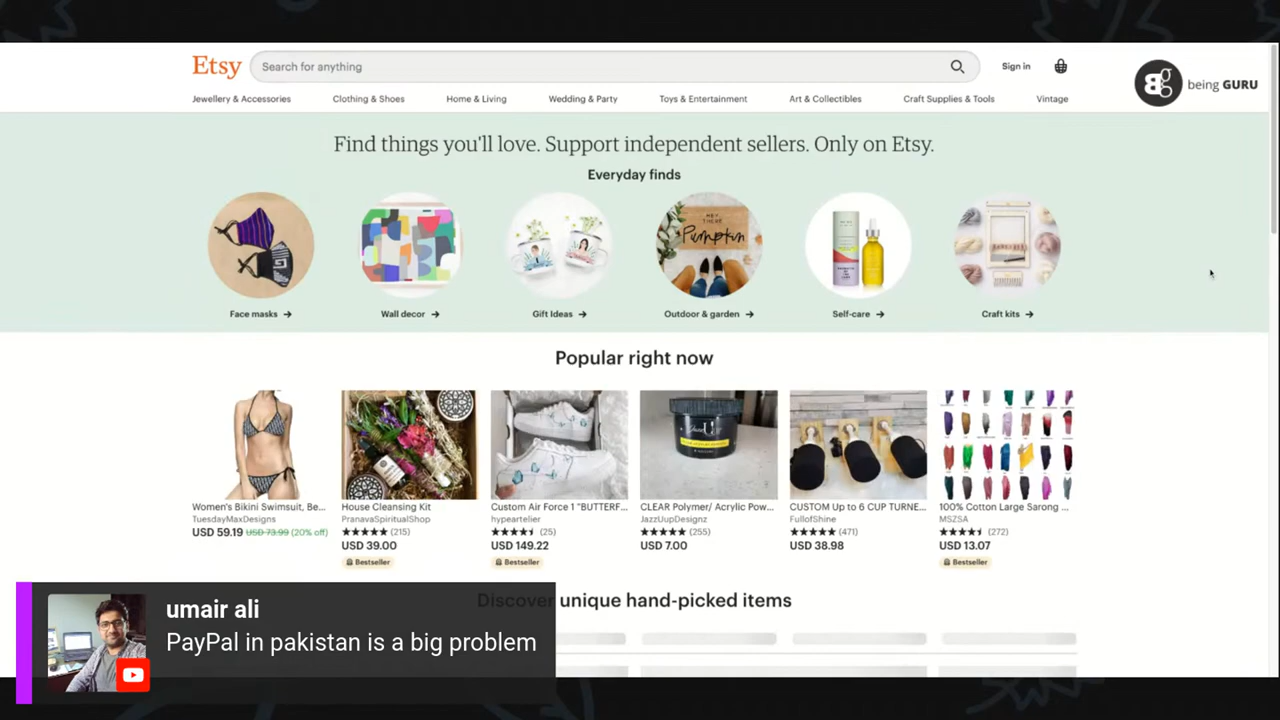 Etsy
Search for anything
Sign in
being GURU
Jewellery & Accessories
Clothing & Shoes
Home & Living
Wedding & Party
Toys & Entertainment
Art & Collectibles
Craft Supplies & Tools
Vintage
Find things you'll love. Support independent sellers. Only on Etsy.
Everyday finds
HEY THERE
Pumpkin
Face masks →
Wall decor →
Gift Ideas →
Outdoor & garden →
Self-care →
Craft kits →
Popular right now
Women's Bikini Swimsuit, Be...
TuesdayMaxDesigns
USD 59.19 USD 73.99 (20% off)
House Cleansing Kit
PranavaSpiritualShop
★★★★★ (215)
USD 39.00
Bestseller
Custom Air Force 1 "BUTTERF...
hypeartelier
(25)
USD 149.22
Bestseller
CLEAR Polymer/ Acrylic Pow...
JazzUupDesignz
(255)
USD 7.00
CUSTOM Up to 6 CUP TURNE...
FullofShine
(471)
USD 38.98
100% Cotton Large Sarong ...
MSZSA
(272)
USD 13.07
Bestseller
Discover unique hand-picked items
umair ali
PayPal in pakistan is a big problem